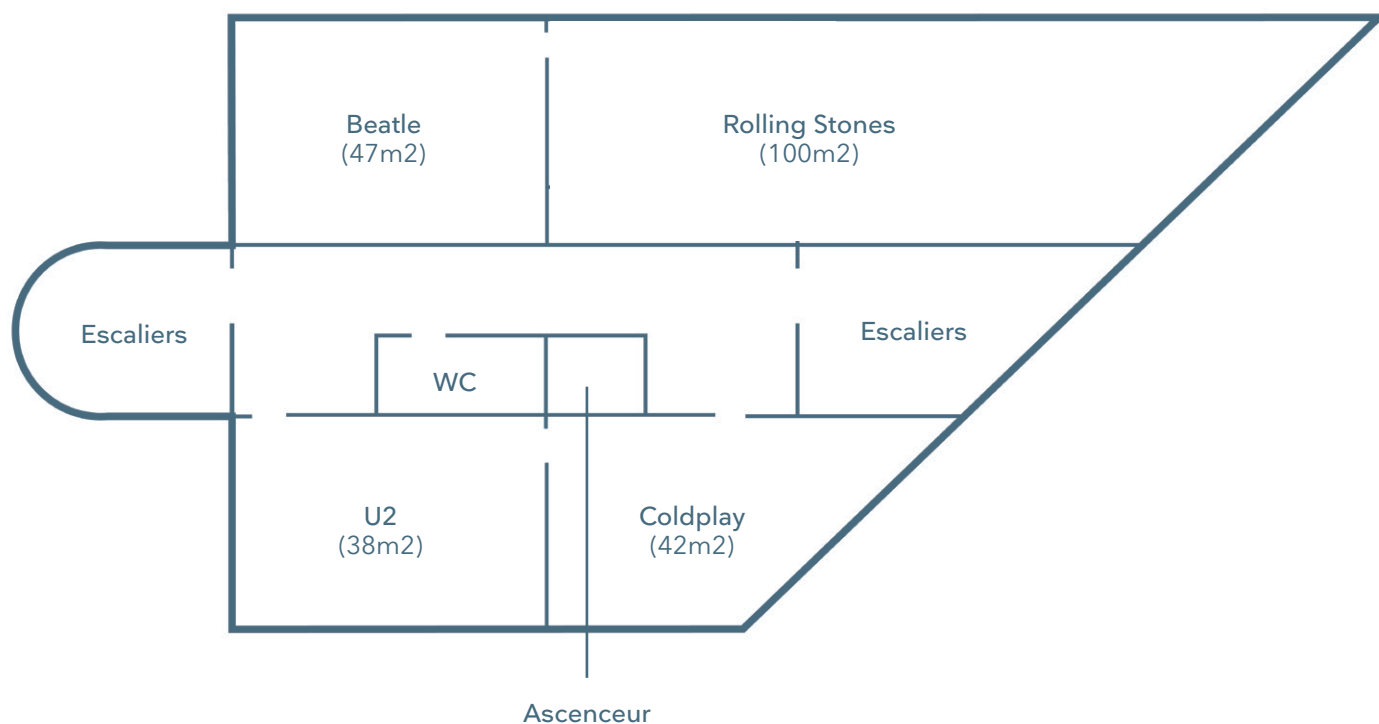 Beatle
(47m2)
Rolling Stones
(100m2)
Escaliers
Escaliers
WC
U2
(38m2)
Coldplay
(42m2)
Ascenceur